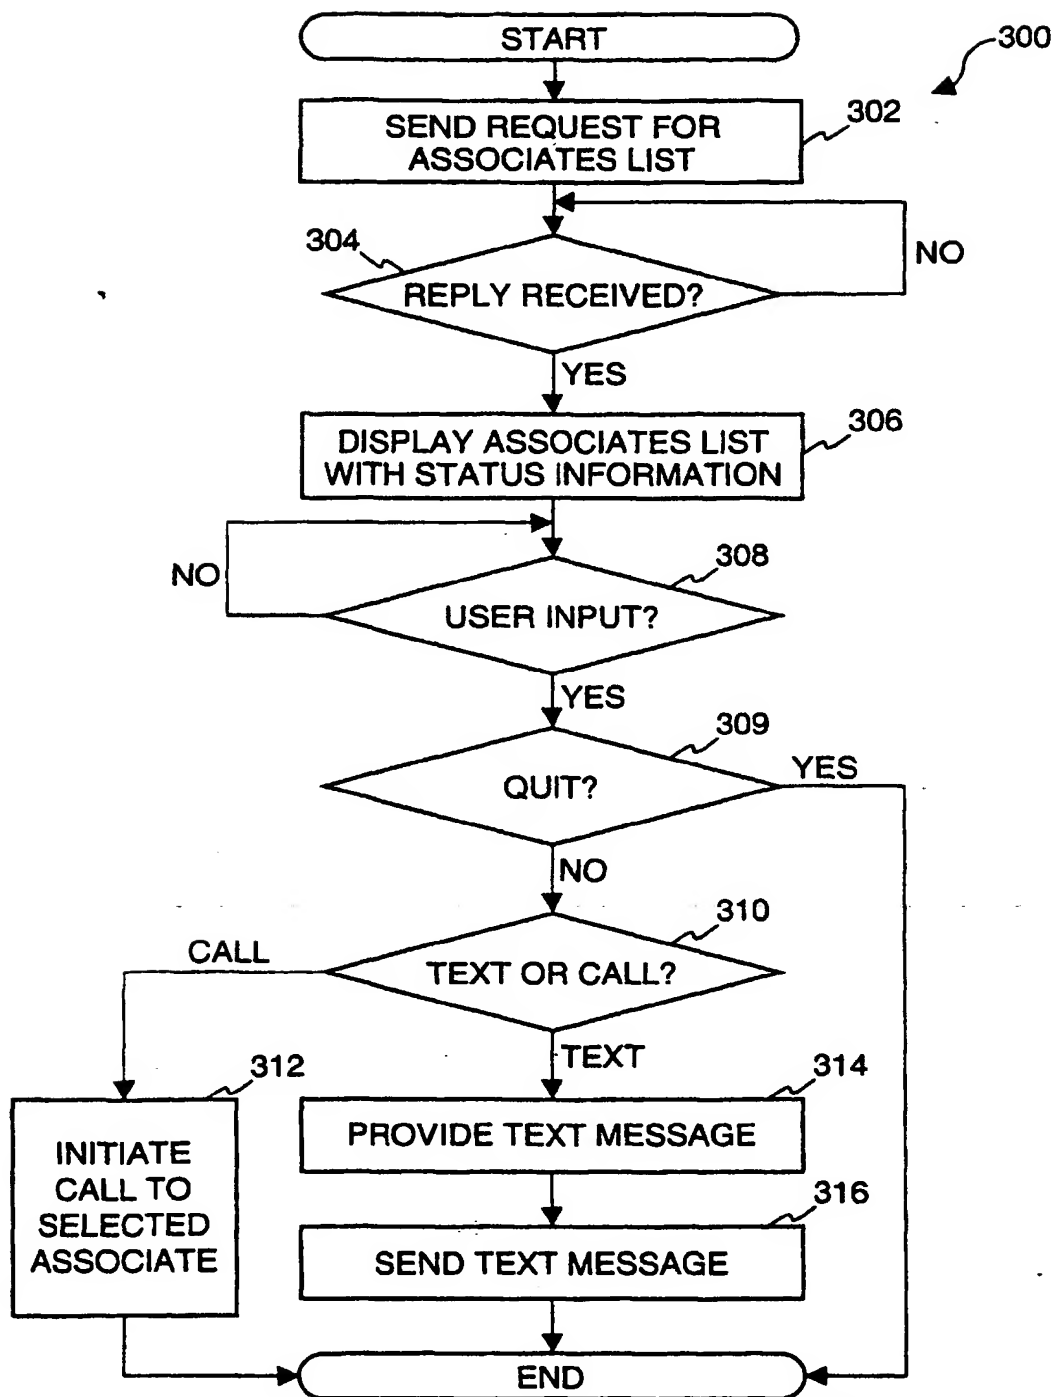 START
300
SEND REQUEST FOR
ASSOCIATES LIST
302
304
REPLY RECEIVED?
NO
YES
DISPLAY ASSOCIATES LIST
WITH STATUS INFORMATION
306
NO
308
USER INPUT?
YES
309
QUIT?
YES
NO
310
CALL
TEXT OR CALL?
TEXT
312
INITIATE
CALL TO
SELECTED
ASSOCIATE
314
PROVIDE TEXT MESSAGE
316
SEND TEXT MESSAGE
END